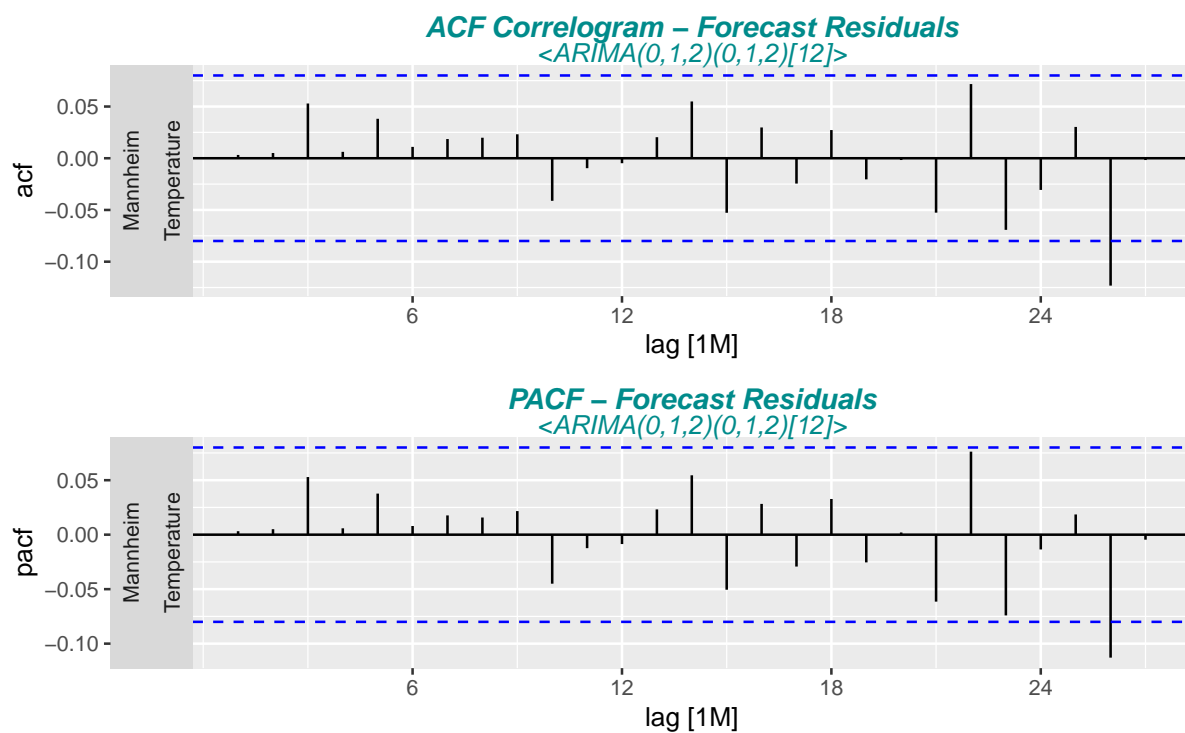 ACF Correlogram – Forecast Residuals
<ARIMA(0,1,2)(0,1,2)[12]>
acf
0.05
0.00
−0.05
−0.10
Mannheim
Temperature
6 12 18 24
lag [1M]
PACF – Forecast Residuals
<ARIMA(0,1,2)(0,1,2)[12]>
pacf
0.05
0.00
−0.05
−0.10
Mannheim
Temperature
6 12 18 24
lag [1M]